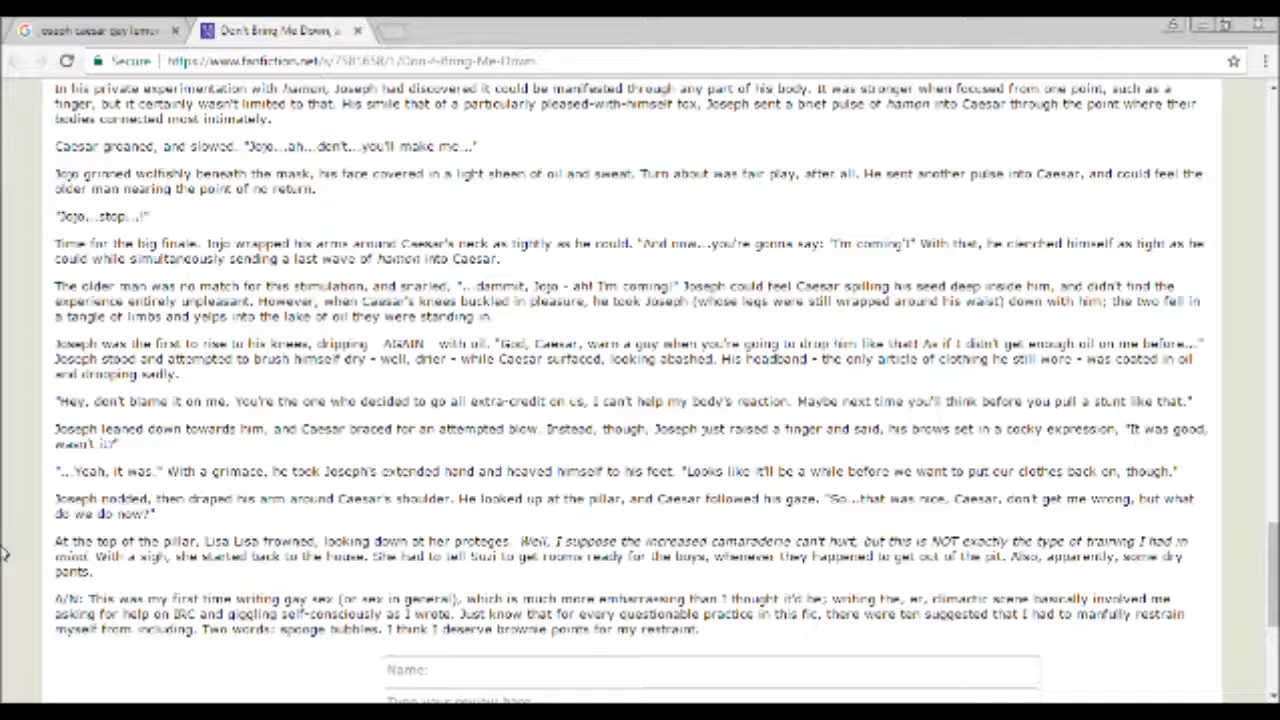 joseph caesar gay lemon
Don't Bring Me Down, a
Secure https://www.fanfiction.net/s/7581658/1/Don-t-Bring-Me-Down
In his private experimentation with hamon, Joseph had discovered it could be manifested through any part of his body. It was stronger when focused from one point, such as a
finger, but it certainly wasn't limited to that. His smile that of a particularly pleased-with-himself fox, Joseph sent a brief pulse of hamon into Caesar through the point where their
bodies connected most intimately.
Caesar groaned, and slowed. "Jojo...ah...don't...you'll make me..."
Jojo grinned wolfishly beneath the mask, his face covered in a light sheen of oil and sweat. Turn about was fair play, after all. He sent another pulse into Caesar, and could feel the
older man nearing the point of no return.
"Jojo...stop...!"
Time for the big finale. Jojo wrapped his arms around Caesar's neck as tightly as he could. "And now...you're gonna say: 'I'm coming'!" With that, he clenched himself as tight as he
could while simultaneously sending a last wave of hamon into Caesar.
The older man was no match for this stimulation, and snarled, "...dammit, Jojo - ah! I'm coming!" Joseph could feel Caesar spilling his seed deep inside him, and didn't find the
experience entirely unpleasant. However, when Caesar's knees buckled in pleasure, he took Joseph (whose legs were still wrapped around his waist) down with him; the two fell in
a tangle of limbs and yelps into the lake of oil they were standing in.
Joseph was the first to rise to his knees, dripping AGAIN with oil. "God, Caesar, warn a guy when you're going to drop him like that! As if I didn't get enough oil on me before..."
Joseph stood and attempted to brush himself dry - well, drier - while Caesar surfaced, looking abashed. His headband - the only article of clothing he still wore - was coated in oil
and drooping sadly.
"Hey, don't blame it on me. You're the one who decided to go all extra-credit on us, I can't help my body's reaction. Maybe next time you'll think before you pull a stunt like that."
Joseph leaned down towards him, and Caesar braced for an attempted blow. Instead, though, Joseph just raised a finger and said, his brows set in a cocky expression, "It was good,
wasn't it?"
"...Yeah, it was." With a grimace, he took Joseph's extended hand and heaved himself to his feet. "Looks like it'll be a while before we want to put our clothes back on, though."
Joseph nodded, then draped his arm around Caesar's shoulder. He looked up at the pillar, and Caesar followed his gaze. "So...that was nice, Caesar, don't get me wrong, but what
do we do now?"
At the top of the pillar, Lisa Lisa frowned, looking down at her proteges. Well, I suppose the increased camaraderie can't hurt, but this is NOT exactly the type of training I had in
mind. With a sigh, she started back to the house. She had to tell Suzi to get rooms ready for the boys, whenever they happened to get out of the pit. Also, apparently, some dry
pants.
A/N: This was my first time writing gay sex (or sex in general), which is much more embarrassing than I thought it'd be; writing the, er, climactic scene basically involved me
asking for help on IRC and giggling self-consciously as I wrote. Just know that for every questionable practice in this fic, there were ten suggested that I had to manfully restrain
myself from including. Two words: sponge bubbles. I think I deserve brownie points for my restraint.
Name:
Type your review here